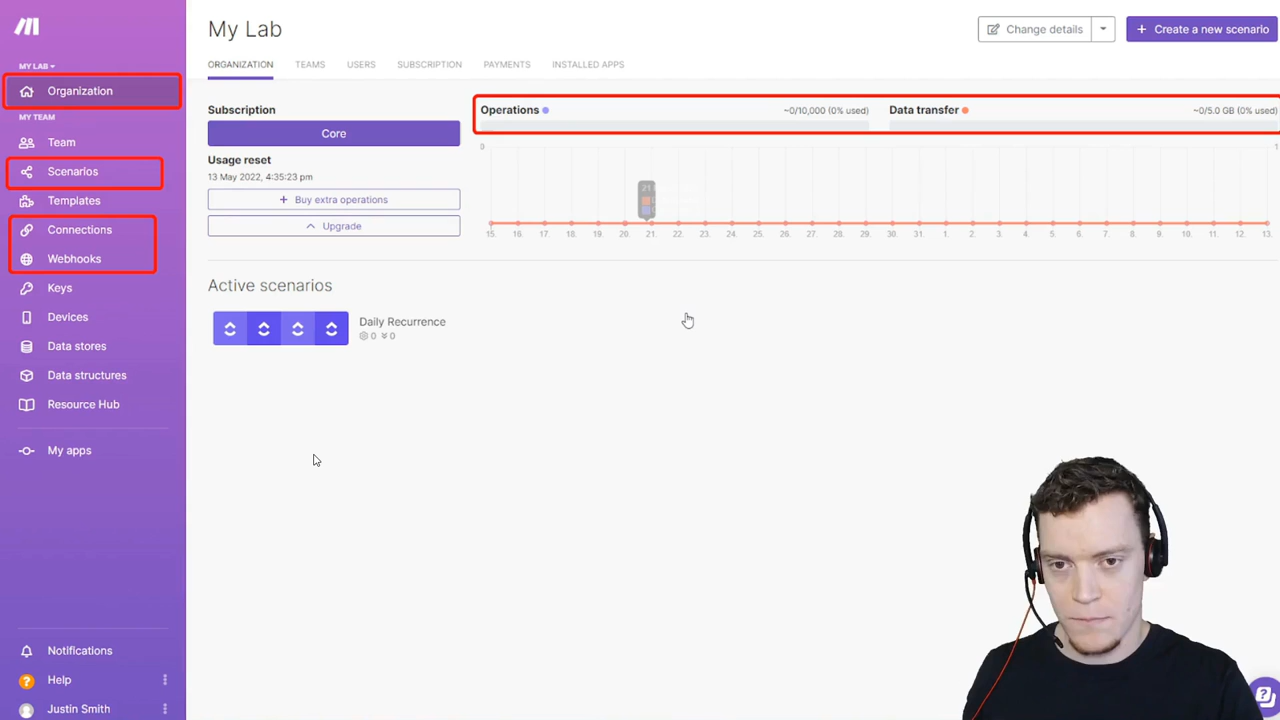 MY LAB
Organization
MY TEAM
Team
Scenarios
Templates
Connections
Webhooks
Keys
Devices
Data stores
Data structures
Resource Hub
My apps
Notifications
Help
Justin Smith
My Lab
Change details
+ Create a new scenario
ORGANIZATION TEAMS USERS SUBSCRIPTION PAYMENTS INSTALLED APPS
Subscription
Core
Usage reset
13 May 2022, 4:35:23 pm
+ Buy extra operations
Upgrade
Operations ~0/10,000 (0% used)
Data transfer ~0/5.0 GB (0% used)
0 1
21
15. 16. 17. 18. 19. 20. 21. 22. 23. 24. 25. 26. 27. 28. 29. 30. 31. 1. 2. 3. 4. 5. 6. 7. 8. 9. 10. 11. 12. 13.
Active scenarios
Daily Recurrence
0 0